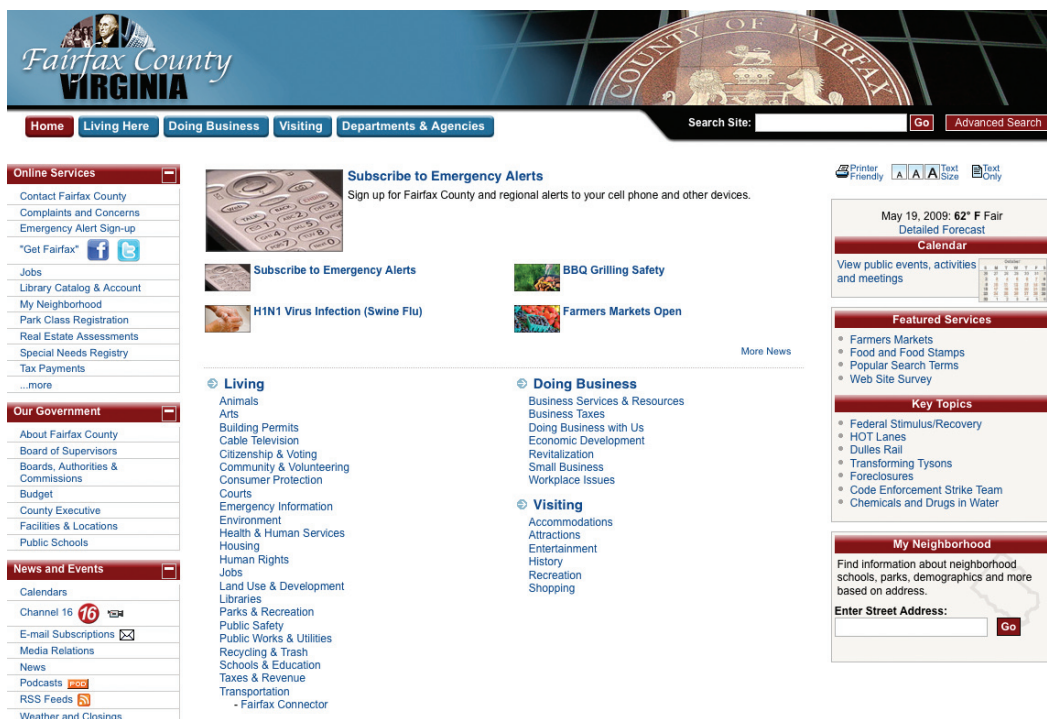 Fairfax County
VIRGINIA
COUNTY OF FAIRFAX
Home
Living Here
Doing Business
Visiting
Departments & Agencies
Search Site:
Go
Advanced Search
Online Services
Contact Fairfax County
Complaints and Concerns
Emergency Alert Sign-up
"Get Fairfax"
Jobs
Library Catalog & Account
My Neighborhood
Park Class Registration
Real Estate Assessments
Special Needs Registry
Tax Payments
...more
Our Government
About Fairfax County
Board of Supervisors
Boards, Authorities &
Commissions
Budget
County Executive
Facilities & Locations
Public Schools
News and Events
Calendars
Channel 16 16
E-mail Subscriptions
Media Relations
News
Podcasts POD
RSS Feeds
Weather and Closings
Subscribe to Emergency Alerts
Sign up for Fairfax County and regional alerts to your cell phone and other devices.
Subscribe to Emergency Alerts
BBQ Grilling Safety
H1N1 Virus Infection (Swine Flu)
Farmers Markets Open
More News
Living
Animals
Arts
Building Permits
Cable Television
Citizenship & Voting
Community & Volunteering
Consumer Protection
Courts
Emergency Information
Environment
Health & Human Services
Housing
Human Rights
Jobs
Land Use & Development
Libraries
Parks & Recreation
Public Safety
Public Works & Utilities
Recycling & Trash
Schools & Education
Taxes & Revenue
Transportation
- Fairfax Connector
Doing Business
Business Services & Resources
Business Taxes
Doing Business with Us
Economic Development
Revitalization
Small Business
Workplace Issues
Visiting
Accommodations
Attractions
Entertainment
History
Recreation
Shopping
Printer
Friendly
A A A Text
Size
Text
Only
May 19, 2009: 62° F Fair
Detailed Forecast
Calendar
View public events, activities
and meetings
Featured Services
Farmers Markets
Food and Food Stamps
Popular Search Terms
Web Site Survey
Key Topics
Federal Stimulus/Recovery
HOT Lanes
Dulles Rail
Transforming Tysons
Foreclosures
Code Enforcement Strike Team
Chemicals and Drugs in Water
My Neighborhood
Find information about neighborhood
schools, parks, demographics and more
based on address.
Enter Street Address:
Go